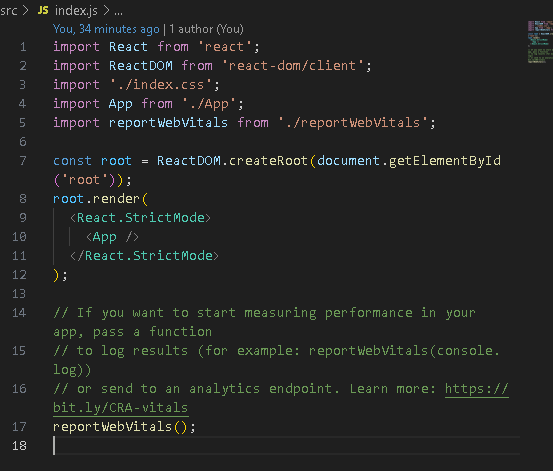 src > JS index.js > ...
You, 34 minutes ago | 1 author (You)
1 import React from 'react';
2 import ReactDOM from 'react-dom/client';
3 import './index.css';
4 import App from './App';
5 import reportWebVitals from './reportWebVitals';
6
7 const root = ReactDOM.createRoot(document.getElementById
('root'));
8 root.render(
9 <React.StrictMode>
10 <App />
11 </React.StrictMode>
12 );
13
14 // If you want to start measuring performance in your
app, pass a function
15 // to log results (for example: reportWebVitals(console.
log))
16 // or send to an analytics endpoint. Learn more: https://
bit.ly/CRA-vitals
17 reportWebVitals();
18